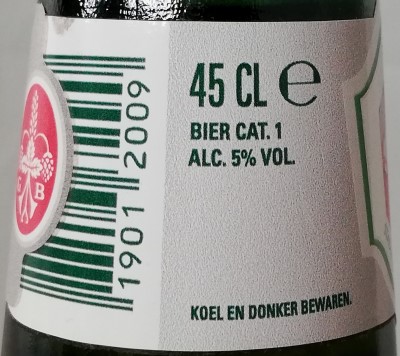 1901 2009
45 CL e
BIER CAT. 1
ALC. 5% VOL.
KOEL EN DONKER BEWAREN.
B